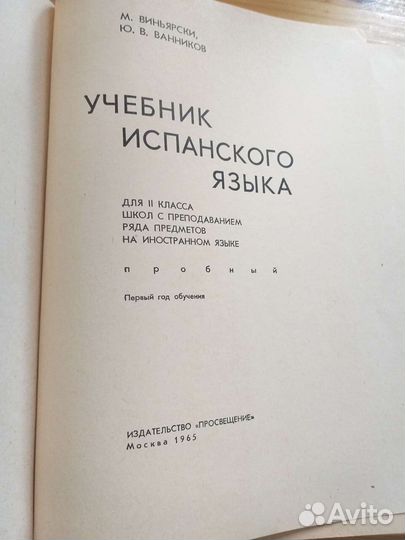 М. ВИНЬЯРСКИ,
Ю. В. ВАННИКОВ
УЧЕБНИК
ИСПАНСКОГО
ЯЗЫКА
ДЛЯ II КЛАССА
ШКОЛ С ПРЕПОДАВАНИЕМ
РЯДА ПРЕДМЕТОВ
НА ИНОСТРАННОМ ЯЗЫКЕ
пробный
Первый год обучения
ИЗДАТЕЛЬСТВО «ПРОСВЕЩЕНИЕ»
Москва 1965
Avito